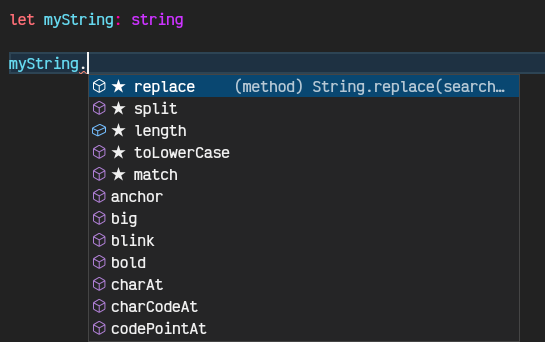 let myString: string
myString.
★ replace (method) String.replace(search…
★ split
★ length
★ toLowerCase
★ match
anchor
big
blink
bold
charAt
charCodeAt
codePointAt